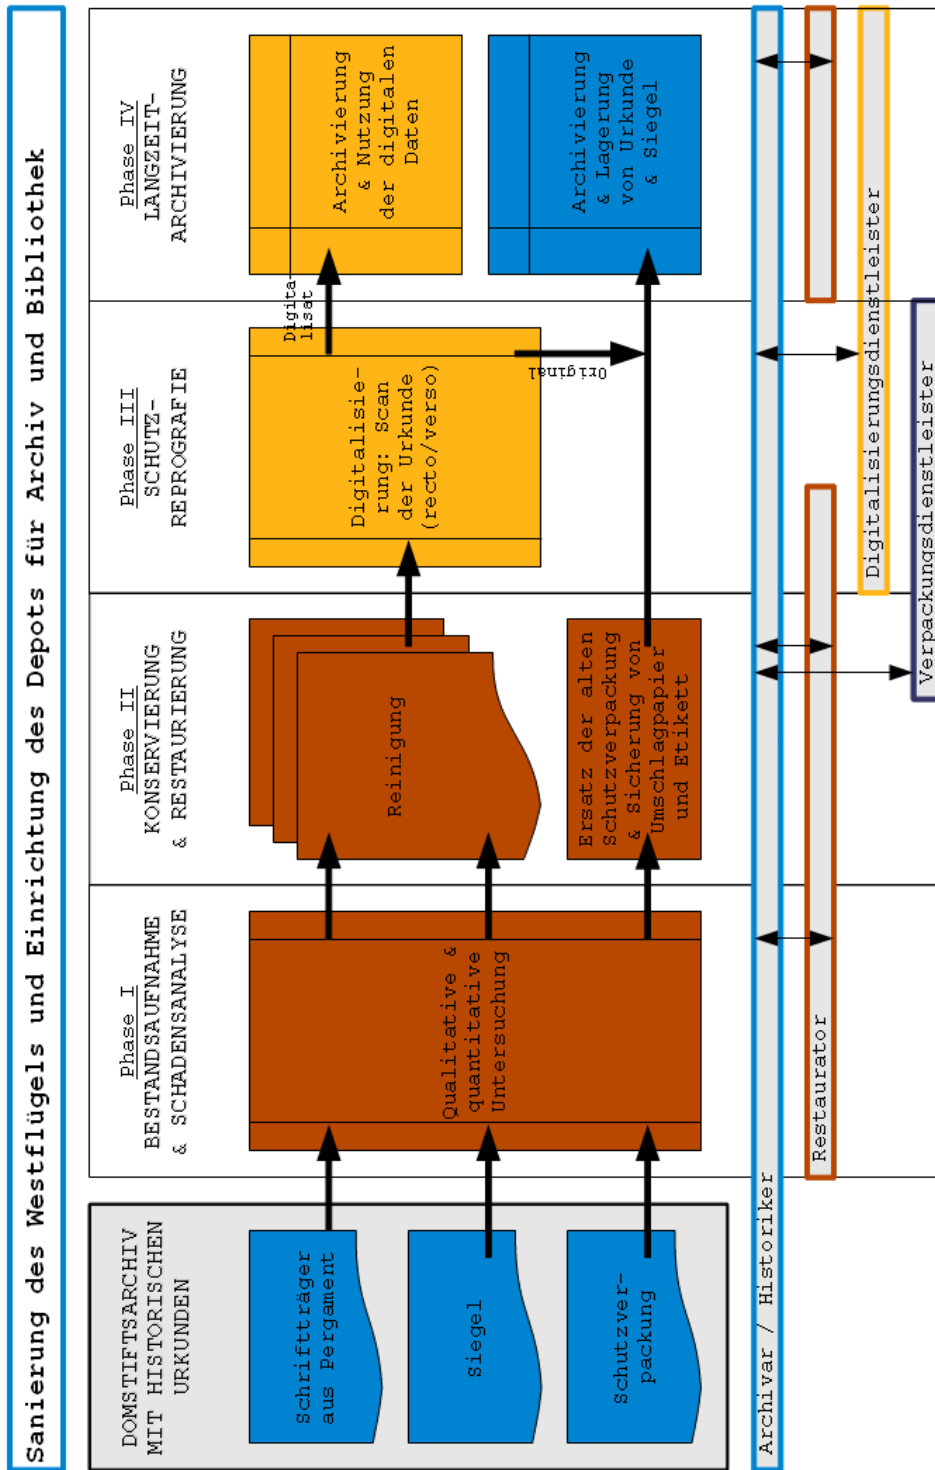 Sanierung des Westflügels und Einrichtung des Depots für Archiv und Bibliothek
DOMSTIFTSARCHIV
MIT HISTORISCHEN
URKUNDEN
Schriftträger
aus Pergament
Siegel
Schutzver-
packung
Phase I
BESTANDSAUFNAHME
& SCHADENSANALYSE
Qualitative &
quantitative
Untersuchung
Phase II
KONSERVIERUNG
& RESTAURIERUNG
Reinigung
Ersatz der alten
Schutzverpackung
& Sicherung von
Umschlagpapier
und Etikett
Phase III
SCHUTZ-
REPROGRAFIE
Digitalisie-
rung: Scan
der Urkunde
(recto/verso)
Digita-
lisat
Original
Phase IV
LANGZEIT-
ARCHIVIERUNG
Archivierung
& Nutzung
der digitalen
Daten
Archivierung
& Lagerung
von Urkunde
& Siegel
Archivar / Historiker
Restaurator
Digitalisierungsdienstleister
Verpackungsdienstleister